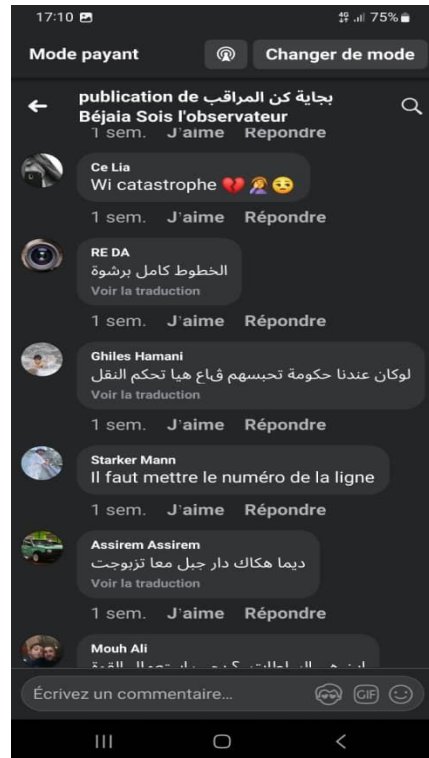 17:10
4G 75%
Mode payant
Changer de mode
publication de بجاية كن المراقب
Béjaia Sois l'observateur
1 sem. J'aime Répondre
Ce Lia
Wi catastrophe 💔🤦😒
1 sem. J'aime Répondre
RE DA
الخطوط كامل برشوة
Voir la traduction
1 sem. J'aime Répondre
Ghiles Hamani
لوكان عندنا حكومة تحبسهم ڨاع هيا تحكم النقل
Voir la traduction
1 sem. J'aime Répondre
Starker Mann
Il faut mettre le numéro de la ligne
1 sem. J'aime Répondre
Assirem Assirem
ديما هكاك دار جبل معا تزبوجت
Voir la traduction
1 sem. J'aime Répondre
Mouh Ali
Écrivez un commentaire...
GIF